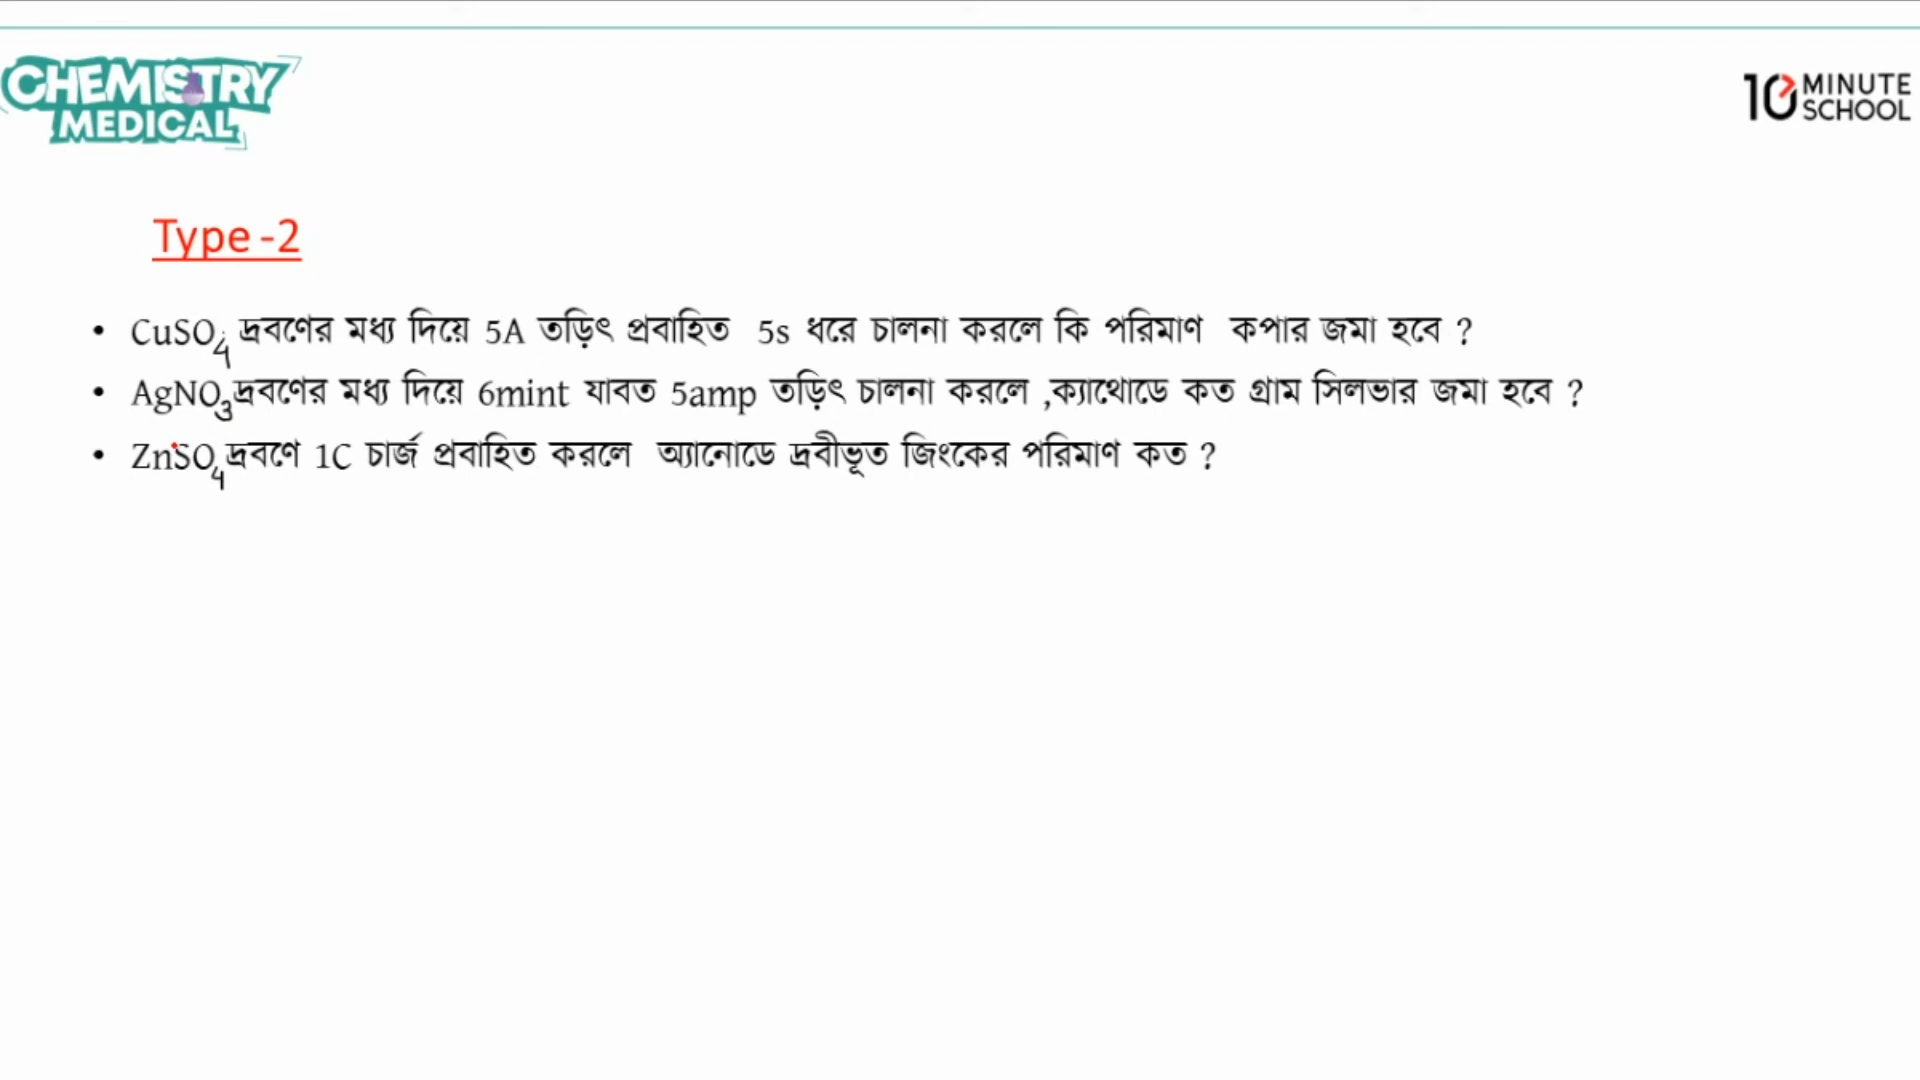 CHEMISTRY
MEDICAL
10 MINUTE
SCHOOL
Type -2
• CuSO4 দ্রবণের মধ্য দিয়ে 5A তড়িৎ প্রবাহিত 5s ধরে চালনা করলে কি পরিমাণ কপার জমা হবে ?
• AgNO3দ্রবণের মধ্য দিয়ে 6mint যাবত 5amp তড়িৎ চালনা করলে ,ক্যাথোডে কত গ্রাম সিলভার জমা হবে ?
• ZnSO4দ্রবণে 1C চার্জ প্রবাহিত করলে অ্যানোডে দ্রবীভূত জিংকের পরিমাণ কত ?